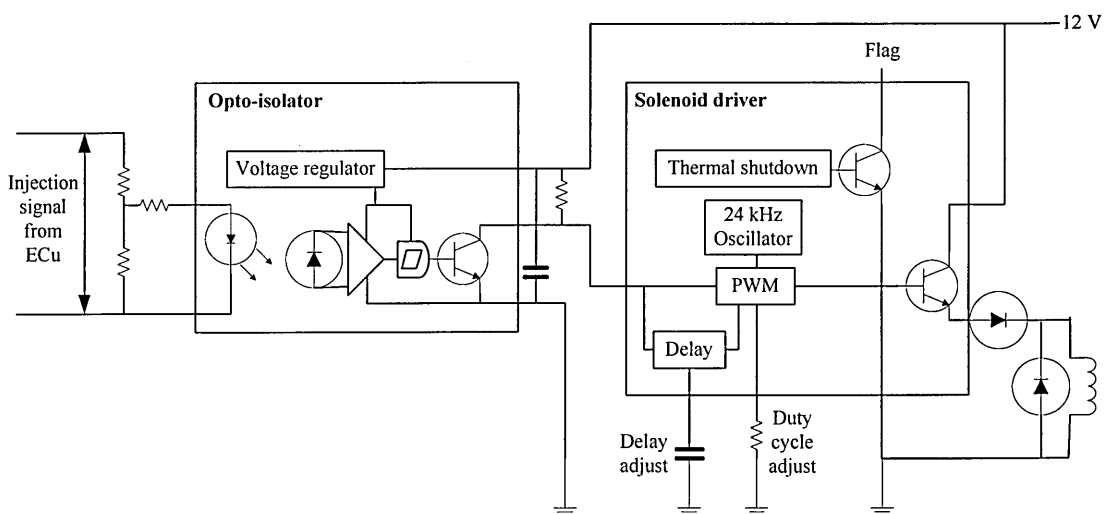 12 V
Flag
Opto-isolator
Solenoid driver
Voltage regulator
Thermal shutdown
Injection
signal
from
ECu
24 kHz
Oscillator
PWM
Delay
Delay
adjust
Duty
cycle
adjust